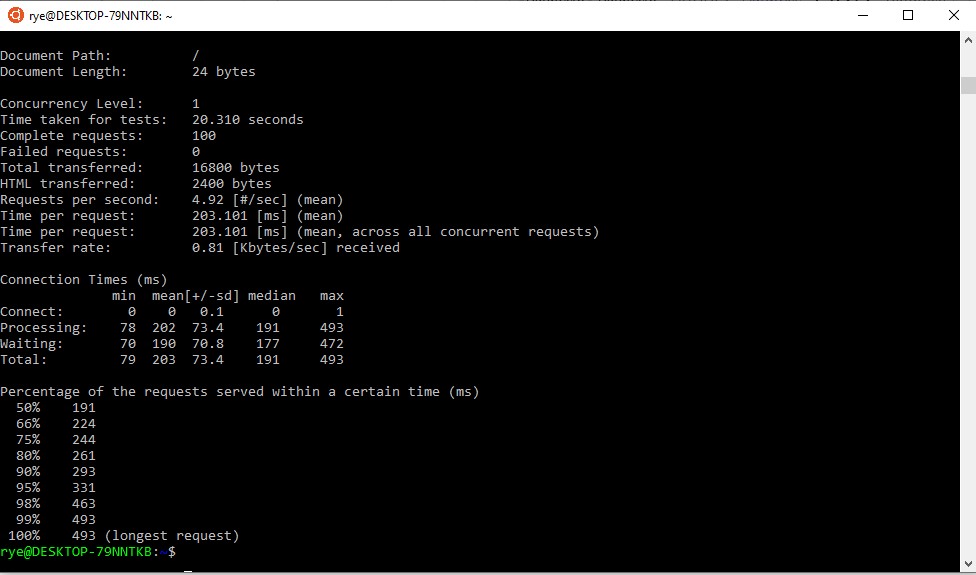 rye@DESKTOP-79NNTKB: ~
Document Path:          /
Document Length:        24 bytes
Concurrency Level:      1
Time taken for tests:   20.310 seconds
Complete requests:      100
Failed requests:        0
Total transferred:      16800 bytes
HTML transferred:       2400 bytes
Requests per second:    4.92 [#/sec] (mean)
Time per request:       203.101 [ms] (mean)
Time per request:       203.101 [ms] (mean, across all concurrent requests)
Transfer rate:          0.81 [Kbytes/sec] received
Connection Times (ms)
              min  mean[+/-sd] median   max
Connect:        0    0   0.1      0       1
Processing:    78  202  73.4    191     493
Waiting:       70  190  70.8    177     472
Total:         79  203  73.4    191     493
Percentage of the requests served within a certain time (ms)
  50%    191
  66%    224
  75%    244
  80%    261
  90%    293
  95%    331
  98%    463
  99%    493
 100%    493 (longest request)
rye@DESKTOP-79NNTKB:~$